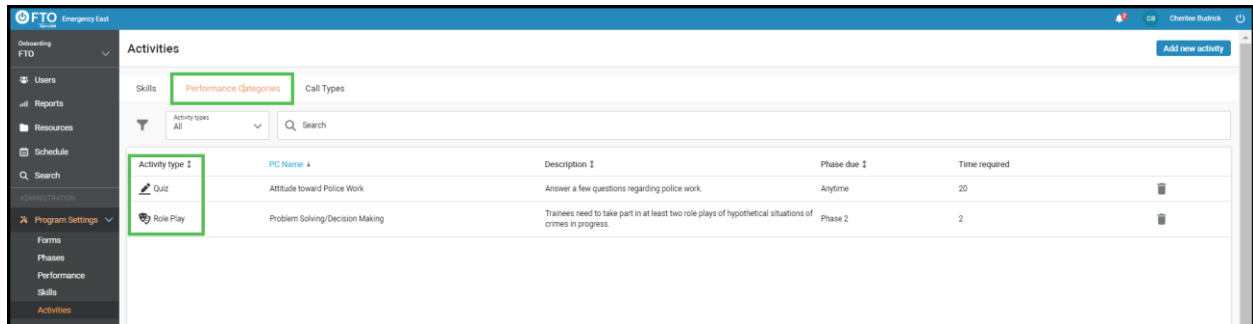 FTO Emergency East
CB Cherilee Budrick
Onboarding
FTO
Activities
Add new activity
Users
Reports
Resources
Schedule
Search
ADMINISTRATION
Program Settings
Forms
Phases
Performance
Skills
Activities
Skills Performance Categories Call Types
Activity types
All
Search
Activity type PC Name Description Phase due Time required
Quiz Attitude toward Police Work Answer a few questions regarding police work. Anytime 20
Role Play Problem Solving/Decision Making Trainees need to take part in at least two role plays of hypothetical situations of Phase 2 2
crimes in progress.